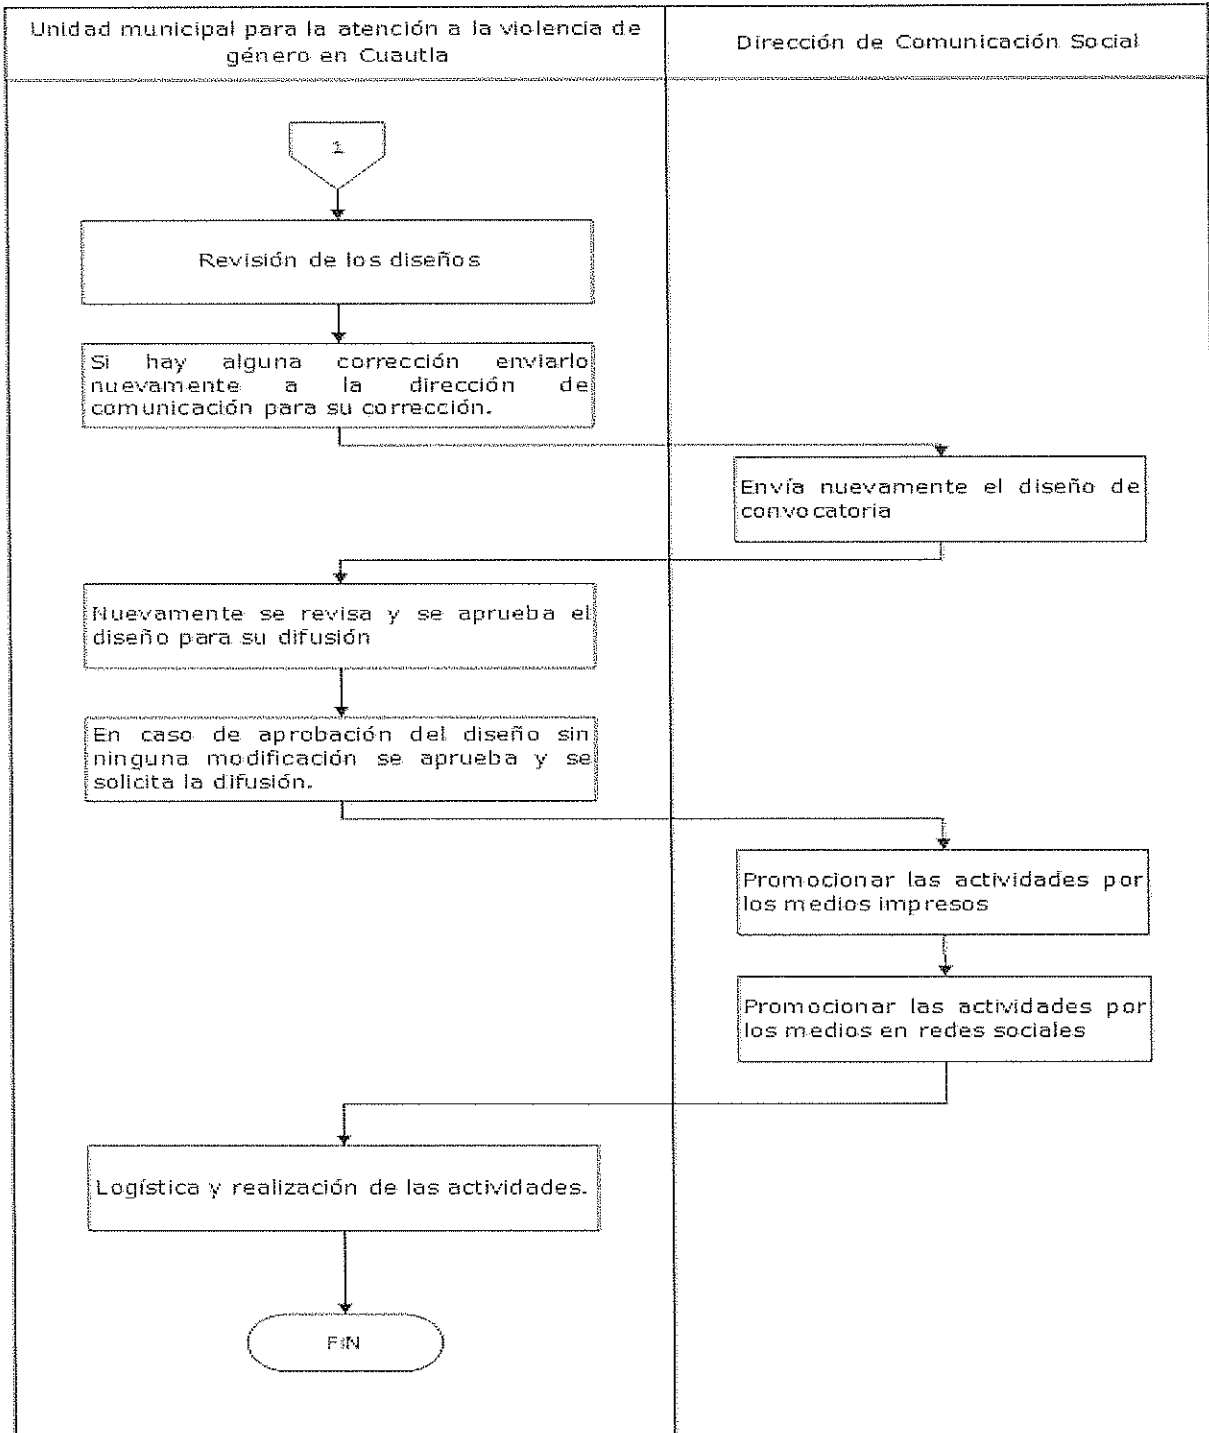 Unidad municipal para la atención a la violencia de
género en Cuautla
Dirección de Comunicación Social
1
Revisión de los diseños
Si hay alguna corrección enviarlo
nuevamente a la dirección de
comunicación para su corrección.
Envía nuevamente el diseño de
convocatoria
Nuevamente se revisa y se aprueba el
diseño para su difusión
En caso de aprobación del diseño sin
ninguna modificación se aprueba y se
solicita la difusión.
Promocionar las actividades por
los medios impresos
Promocionar las actividades por
los medios en redes sociales
Logística y realización de las actividades.
FIN